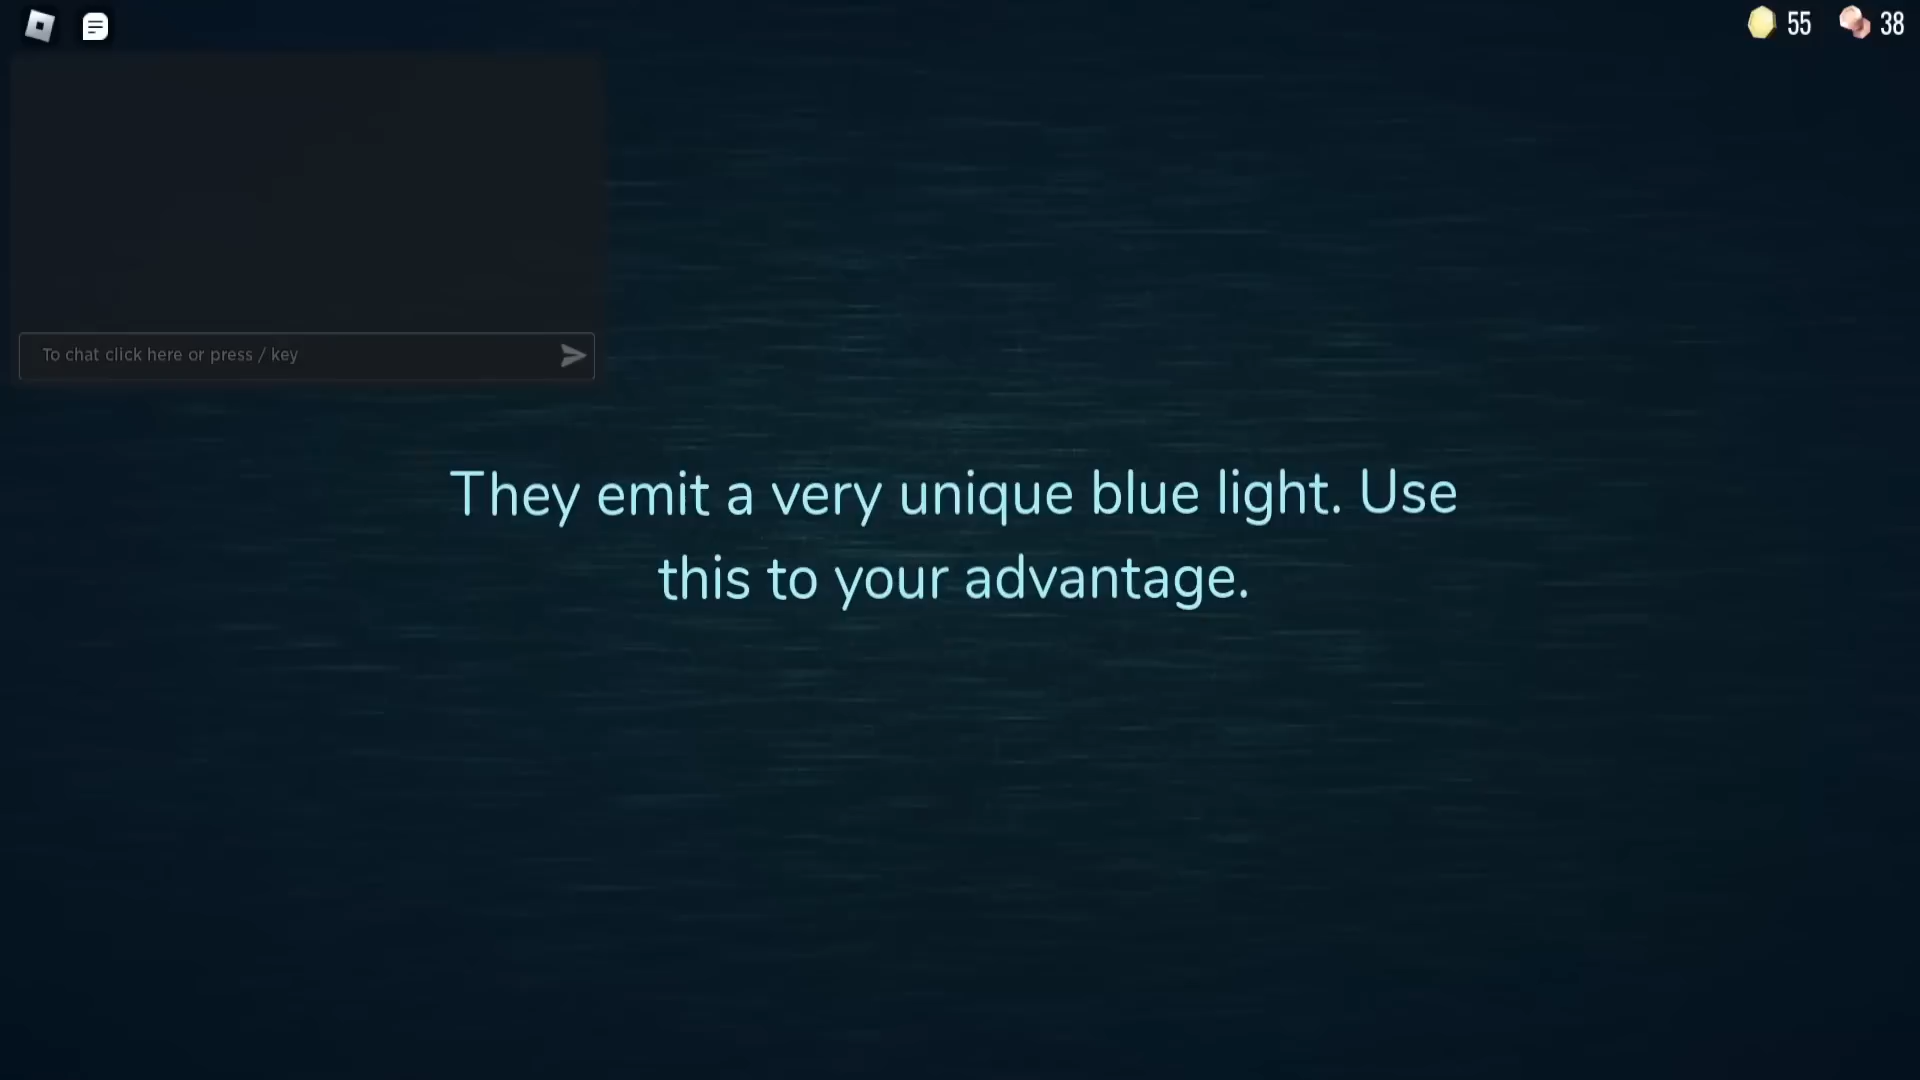 55 38
To chat click here or press / key
They emit a very unique blue light. Use
this to your advantage.